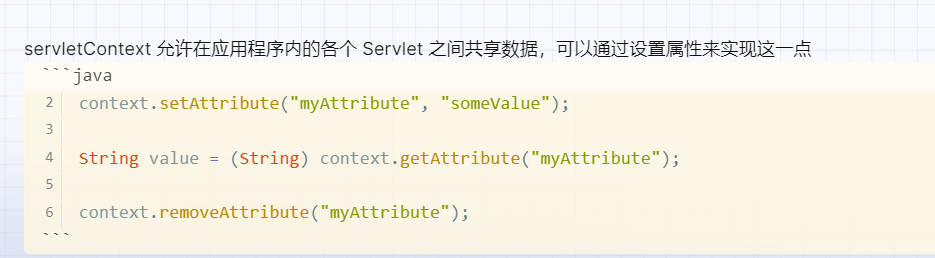 servletContext 允许在应用程序内的各个 Servlet 之间共享数据，可以通过设置属性来实现这一点
```java
2 context.setAttribute("myAttribute", "someValue");
3
4 String value = (String) context.getAttribute("myAttribute");
5
6 context.removeAttribute("myAttribute");
```